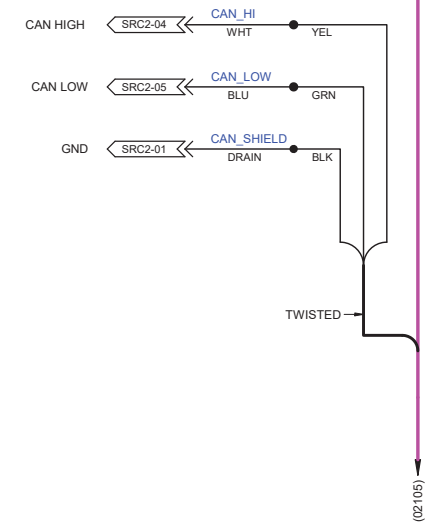 CAN_HI
CAN HIGH SRC2-04 WHT YEL
CAN_LOW
CAN LOW SRC2-05 BLU GRN
CAN_SHIELD
GND SRC2-01 DRAIN BLK
TWISTED
(02105)